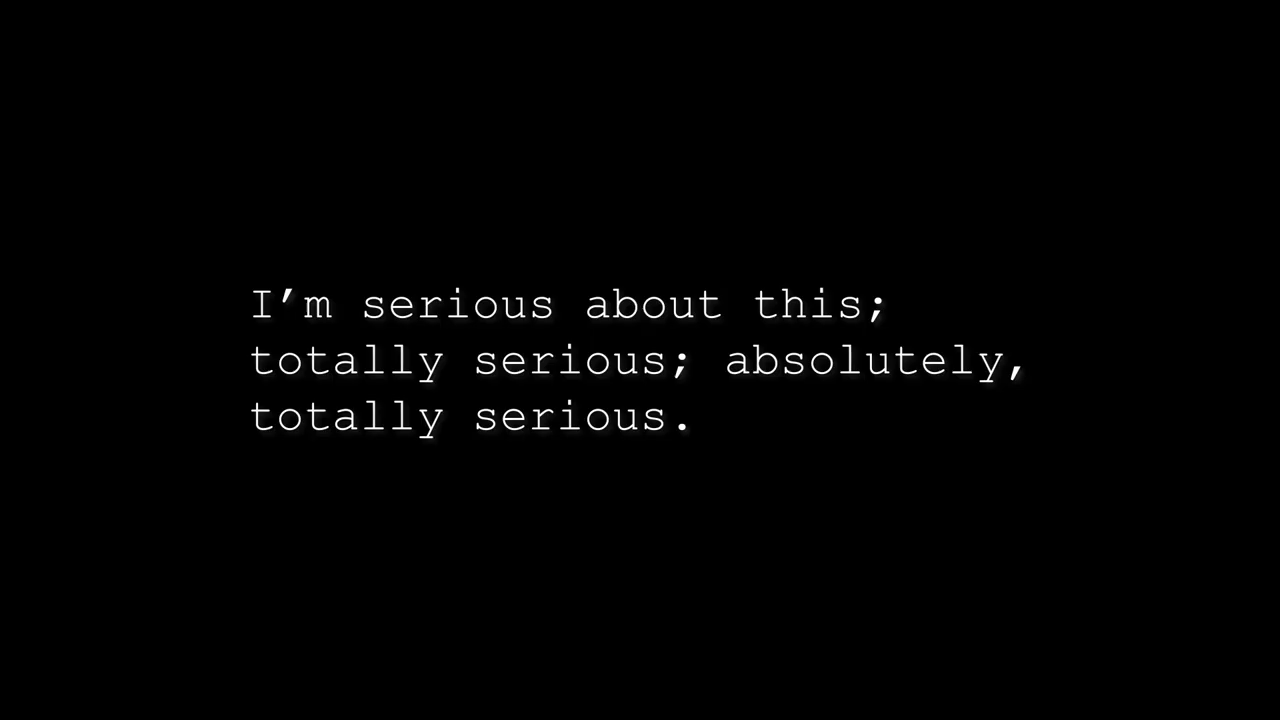 I’m serious about this;
totally serious; absolutely,
totally serious.